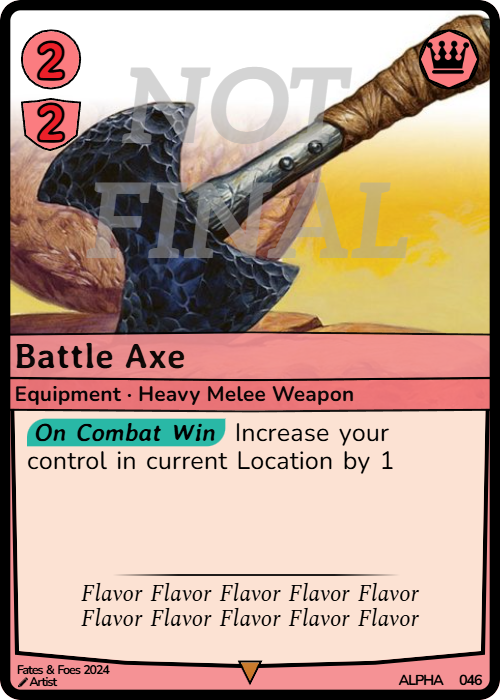 2
2
NOT
FINAL
Battle Axe
Equipment · Heavy Melee Weapon
On Combat Win Increase your
control in current Location by 1
Flavor Flavor Flavor Flavor Flavor
Flavor Flavor Flavor Flavor Flavor
Fates & Foes 2024
Artist
ALPHA 046